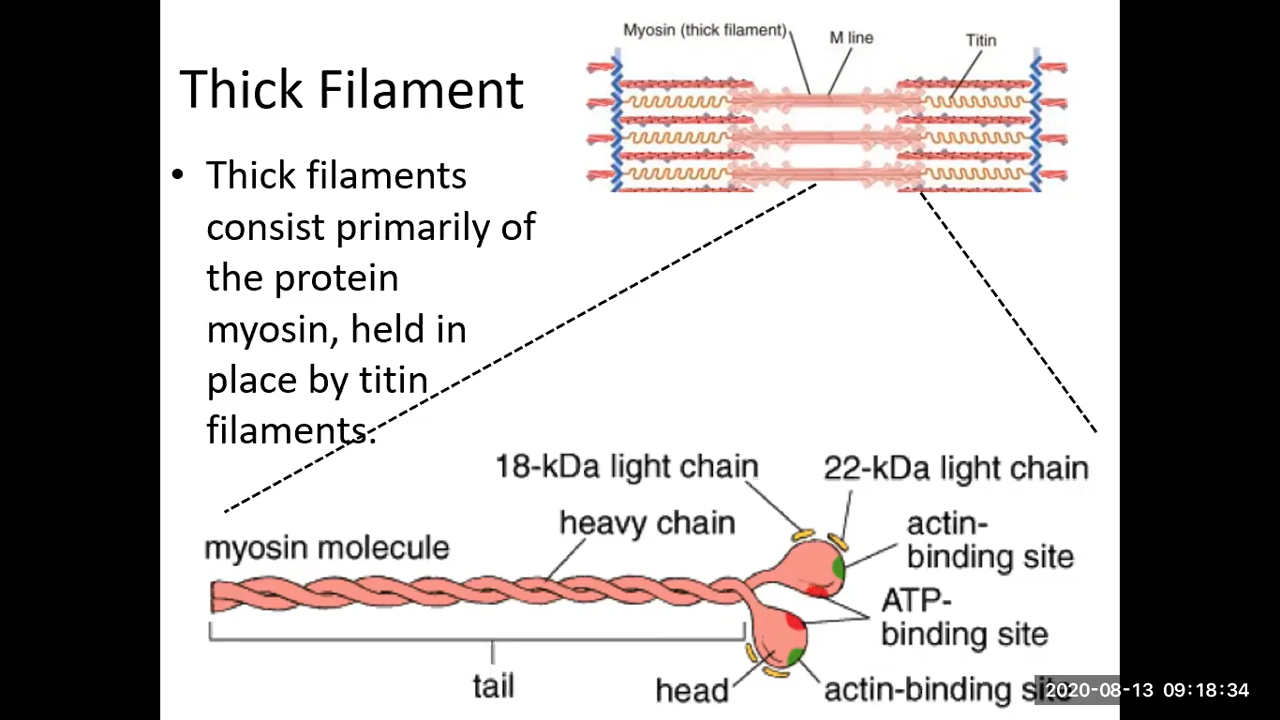 Thick Filament
• Thick filaments
consist primarily of
the protein
myosin, held in
place by titin
filaments.
Myosin (thick filament)
M line
Titin
18-kDa light chain
22-kDa light chain
heavy chain
actin-
binding site
myosin molecule
ATP-
binding site
tail
head
actin-binding site
2020-08-13 09:18:34